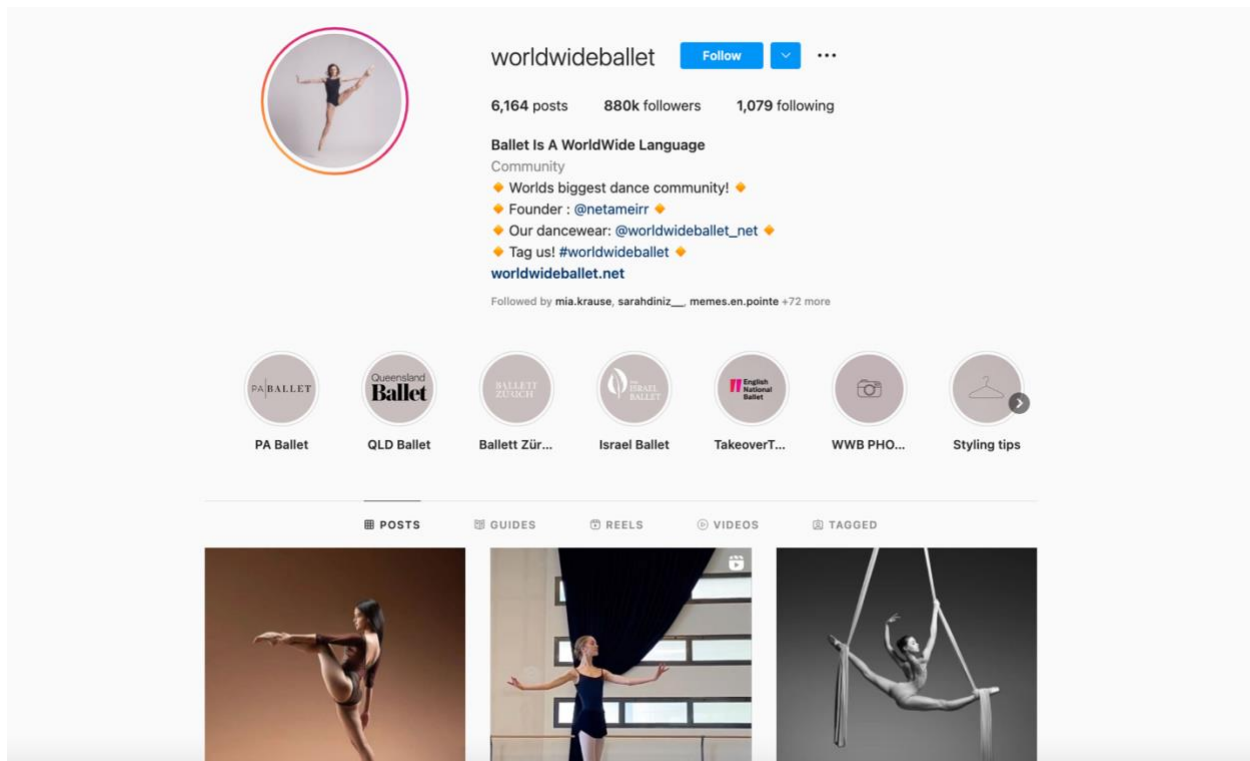 worldwideballet Follow
6,164 posts 880k followers 1,079 following
Ballet Is A WorldWide Language
Community
🔸 Worlds biggest dance community! 🔸
🔸 Founder : @netameirr 🔸
🔸 Our dancewear: @worldwideballet_net 🔸
🔸 Tag us! #worldwideballet 🔸
worldwideballet.net
Followed by mia.krause, sarahdiniz__, memes.en.pointe +72 more
PA BALLET
Queensland
Ballet
BALLETT
ZÜRICH
THE
ISRAEL
BALLET
English
National
Ballet
PA Ballet QLD Ballet Ballett Zür... Israel Ballet TakeoverT... WWB PHO... Styling tips
POSTS GUIDES REELS VIDEOS TAGGED